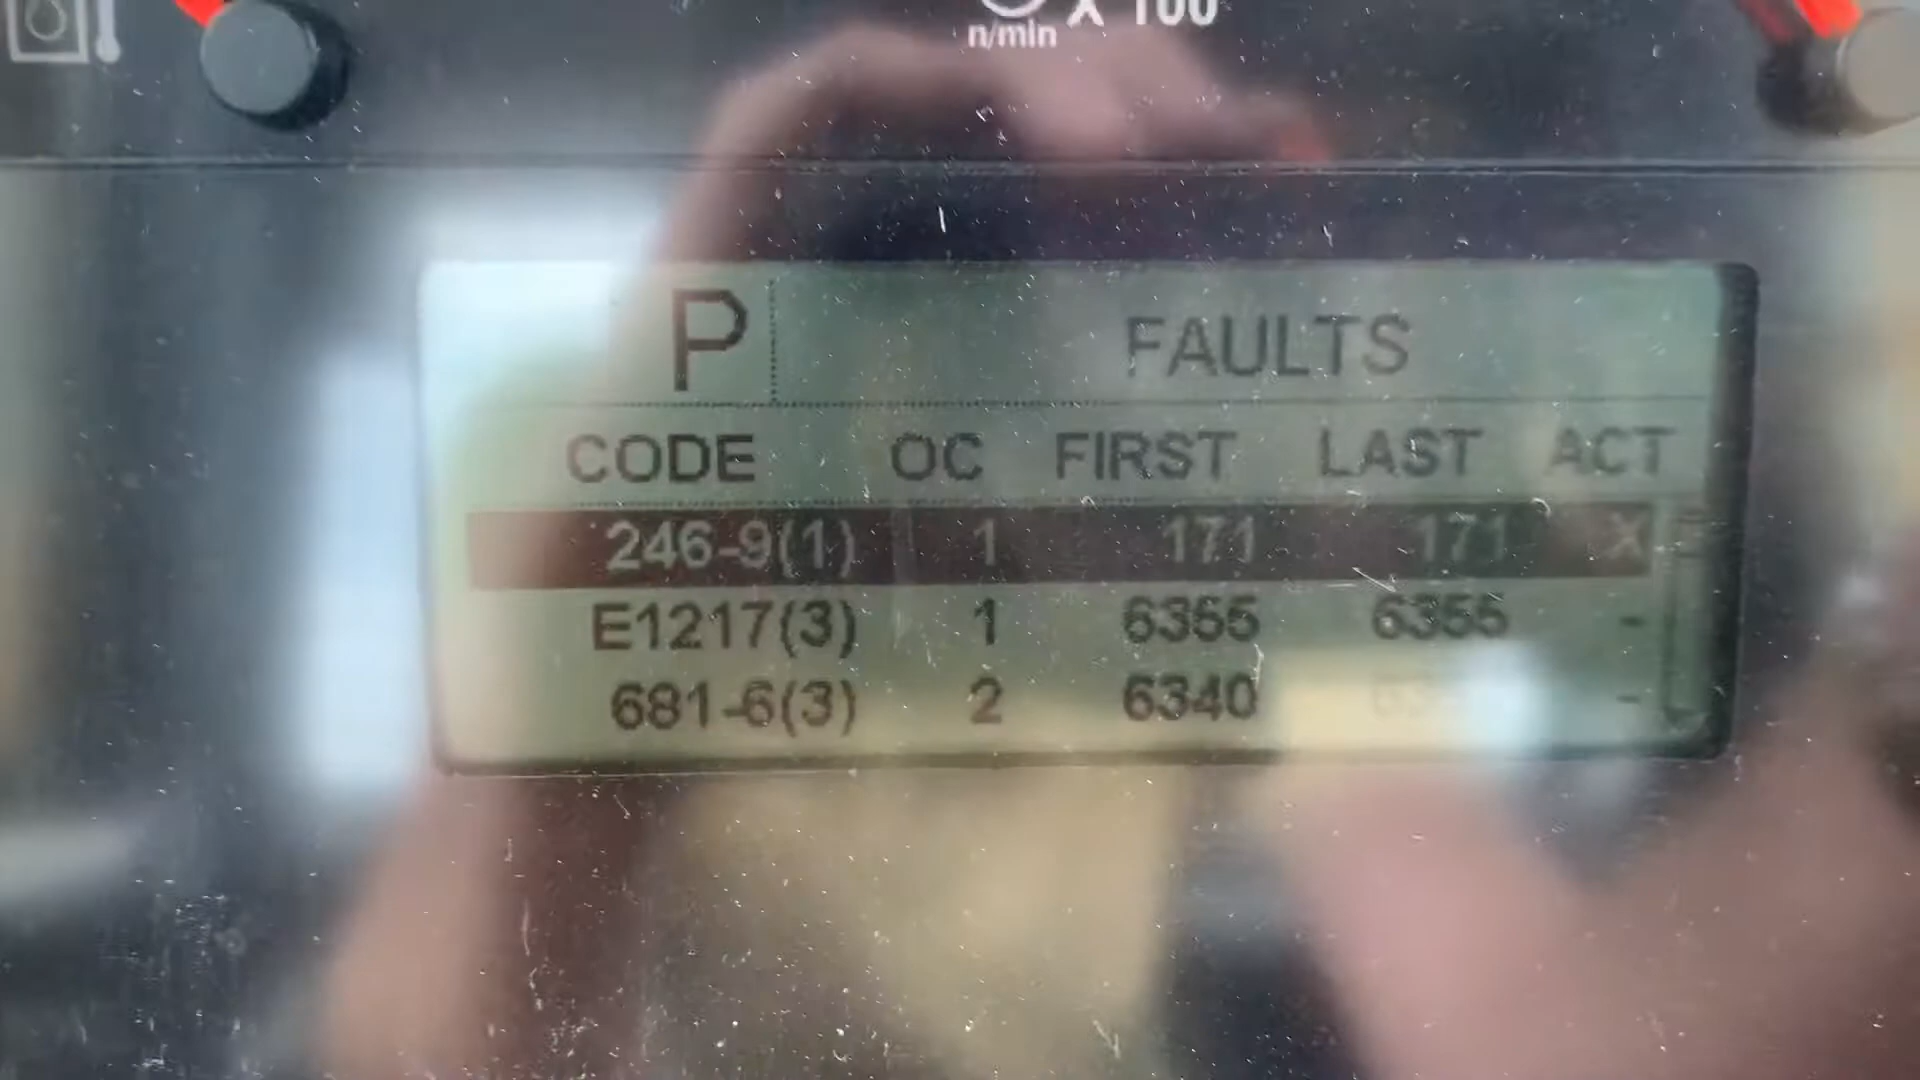 X 100
n/min
P FAULTS
CODE OC FIRST LAST ACT
246-9(1) 1 171 171 X
E1217(3) 1 6355 6355 -
681-6(3) 2 6340 -